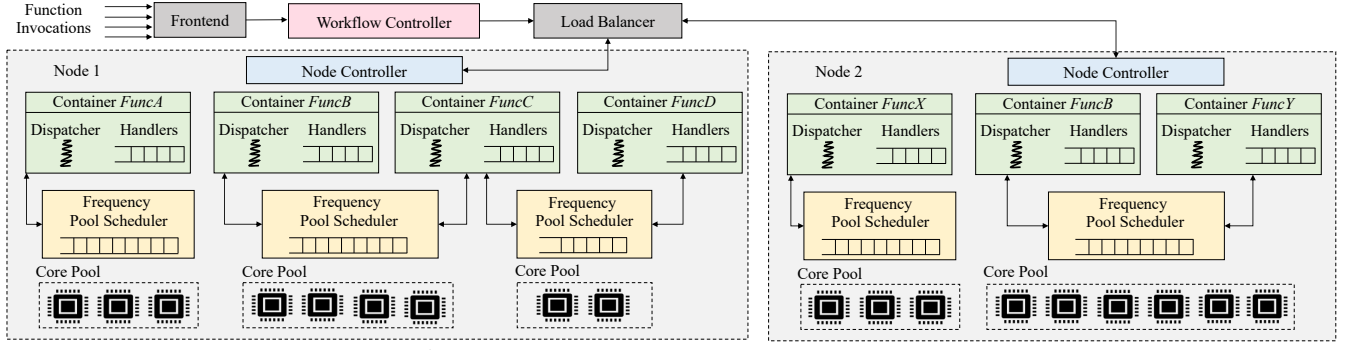 Function
Invocations
Frontend
Workflow Controller
Load Balancer
Node 1
Node Controller
Container FuncA
Dispatcher
Handlers
Container FuncB
Dispatcher
Handlers
Container FuncC
Dispatcher
Handlers
Container FuncD
Dispatcher
Handlers
Frequency
Pool Scheduler
Frequency
Pool Scheduler
Frequency
Pool Scheduler
Core Pool
Core Pool
Core Pool
Node 2
Node Controller
Container FuncX
Dispatcher
Handlers
Container FuncB
Dispatcher
Handlers
Container FuncY
Dispatcher
Handlers
Frequency
Pool Scheduler
Frequency
Pool Scheduler
Core Pool
Core Pool